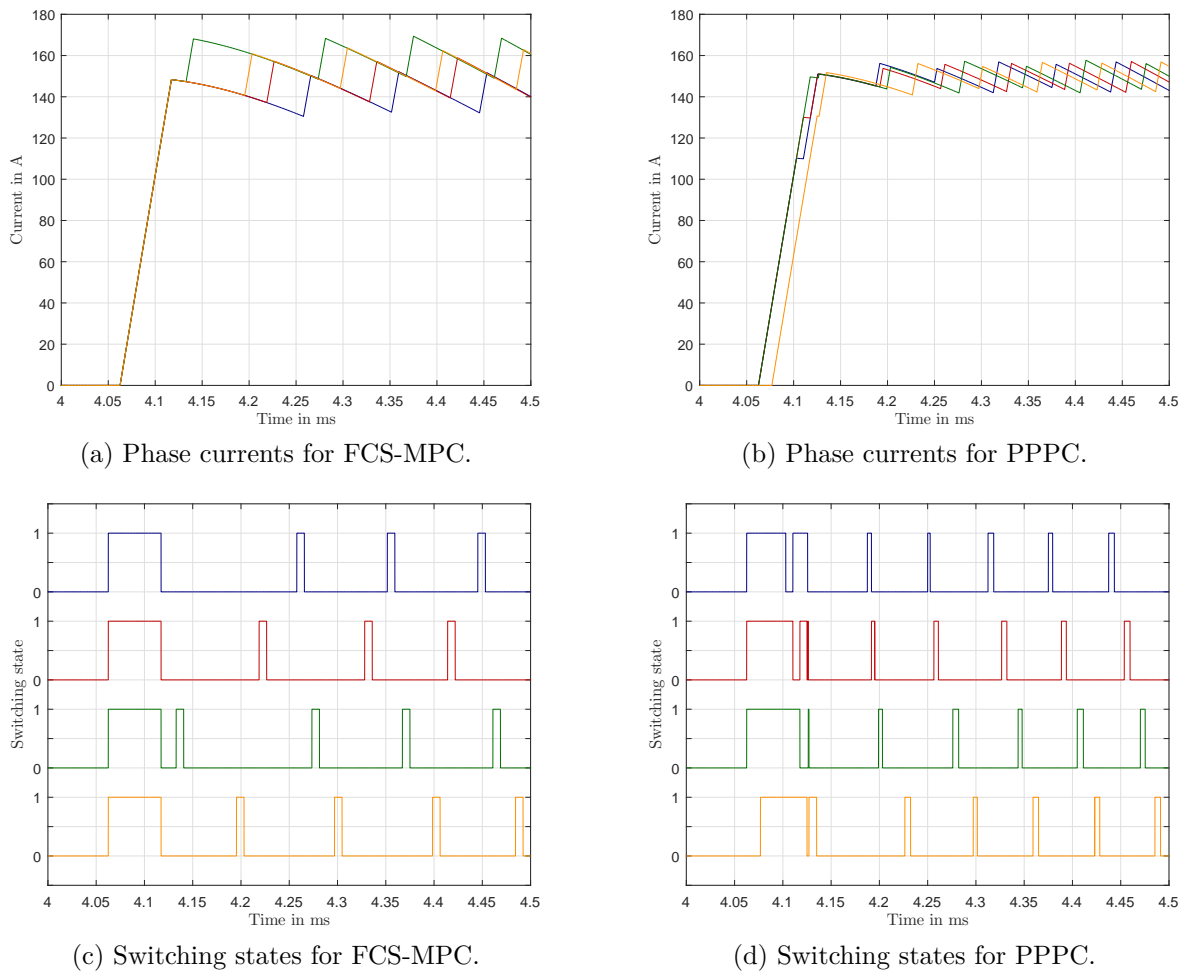 180
160
140
120
100
80
60
40
20
0
Current in A
4 4.05 4.1 4.15 4.2 4.25 4.3 4.35 4.4 4.45 4.5
Time in ms
(a) Phase currents for FCS-MPC.
180
160
140
120
100
80
60
40
20
0
Current in A
4 4.05 4.1 4.15 4.2 4.25 4.3 4.35 4.4 4.45 4.5
Time in ms
(b) Phase currents for PPPC.
1
0
1
0
1
0
1
0
Switching state
4 4.05 4.1 4.15 4.2 4.25 4.3 4.35 4.4 4.45 4.5
Time in ms
(c) Switching states for FCS-MPC.
1
0
1
0
1
0
1
0
Switching state
4 4.05 4.1 4.15 4.2 4.25 4.3 4.35 4.4 4.45 4.5
Time in ms
(d) Switching states for PPPC.